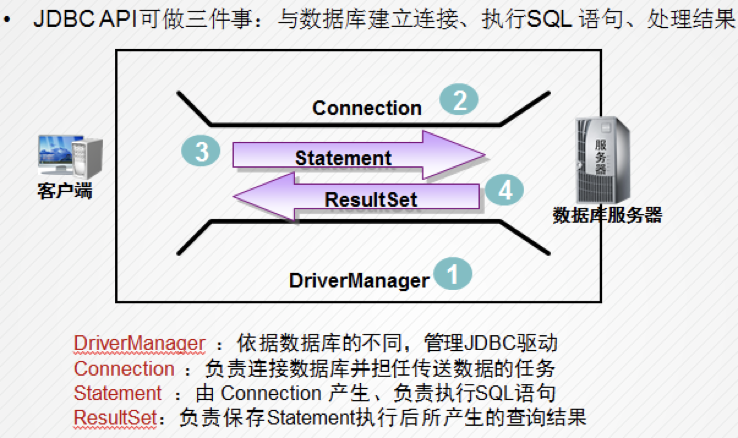 • JDBC API可做三件事：与数据库建立连接、执行SQL 语句、处理结果
Connection 2
3 Statement
服务器
客户端
ResultSet 4
数据库服务器
DriverManager 1
DriverManager ：依据数据库的不同，管理JDBC驱动
Connection ：负责连接数据库并担任传送数据的任务
Statement ：由 Connection 产生、负责执行SQL语句
ResultSet：负责保存Statement执行后所产生的查询结果